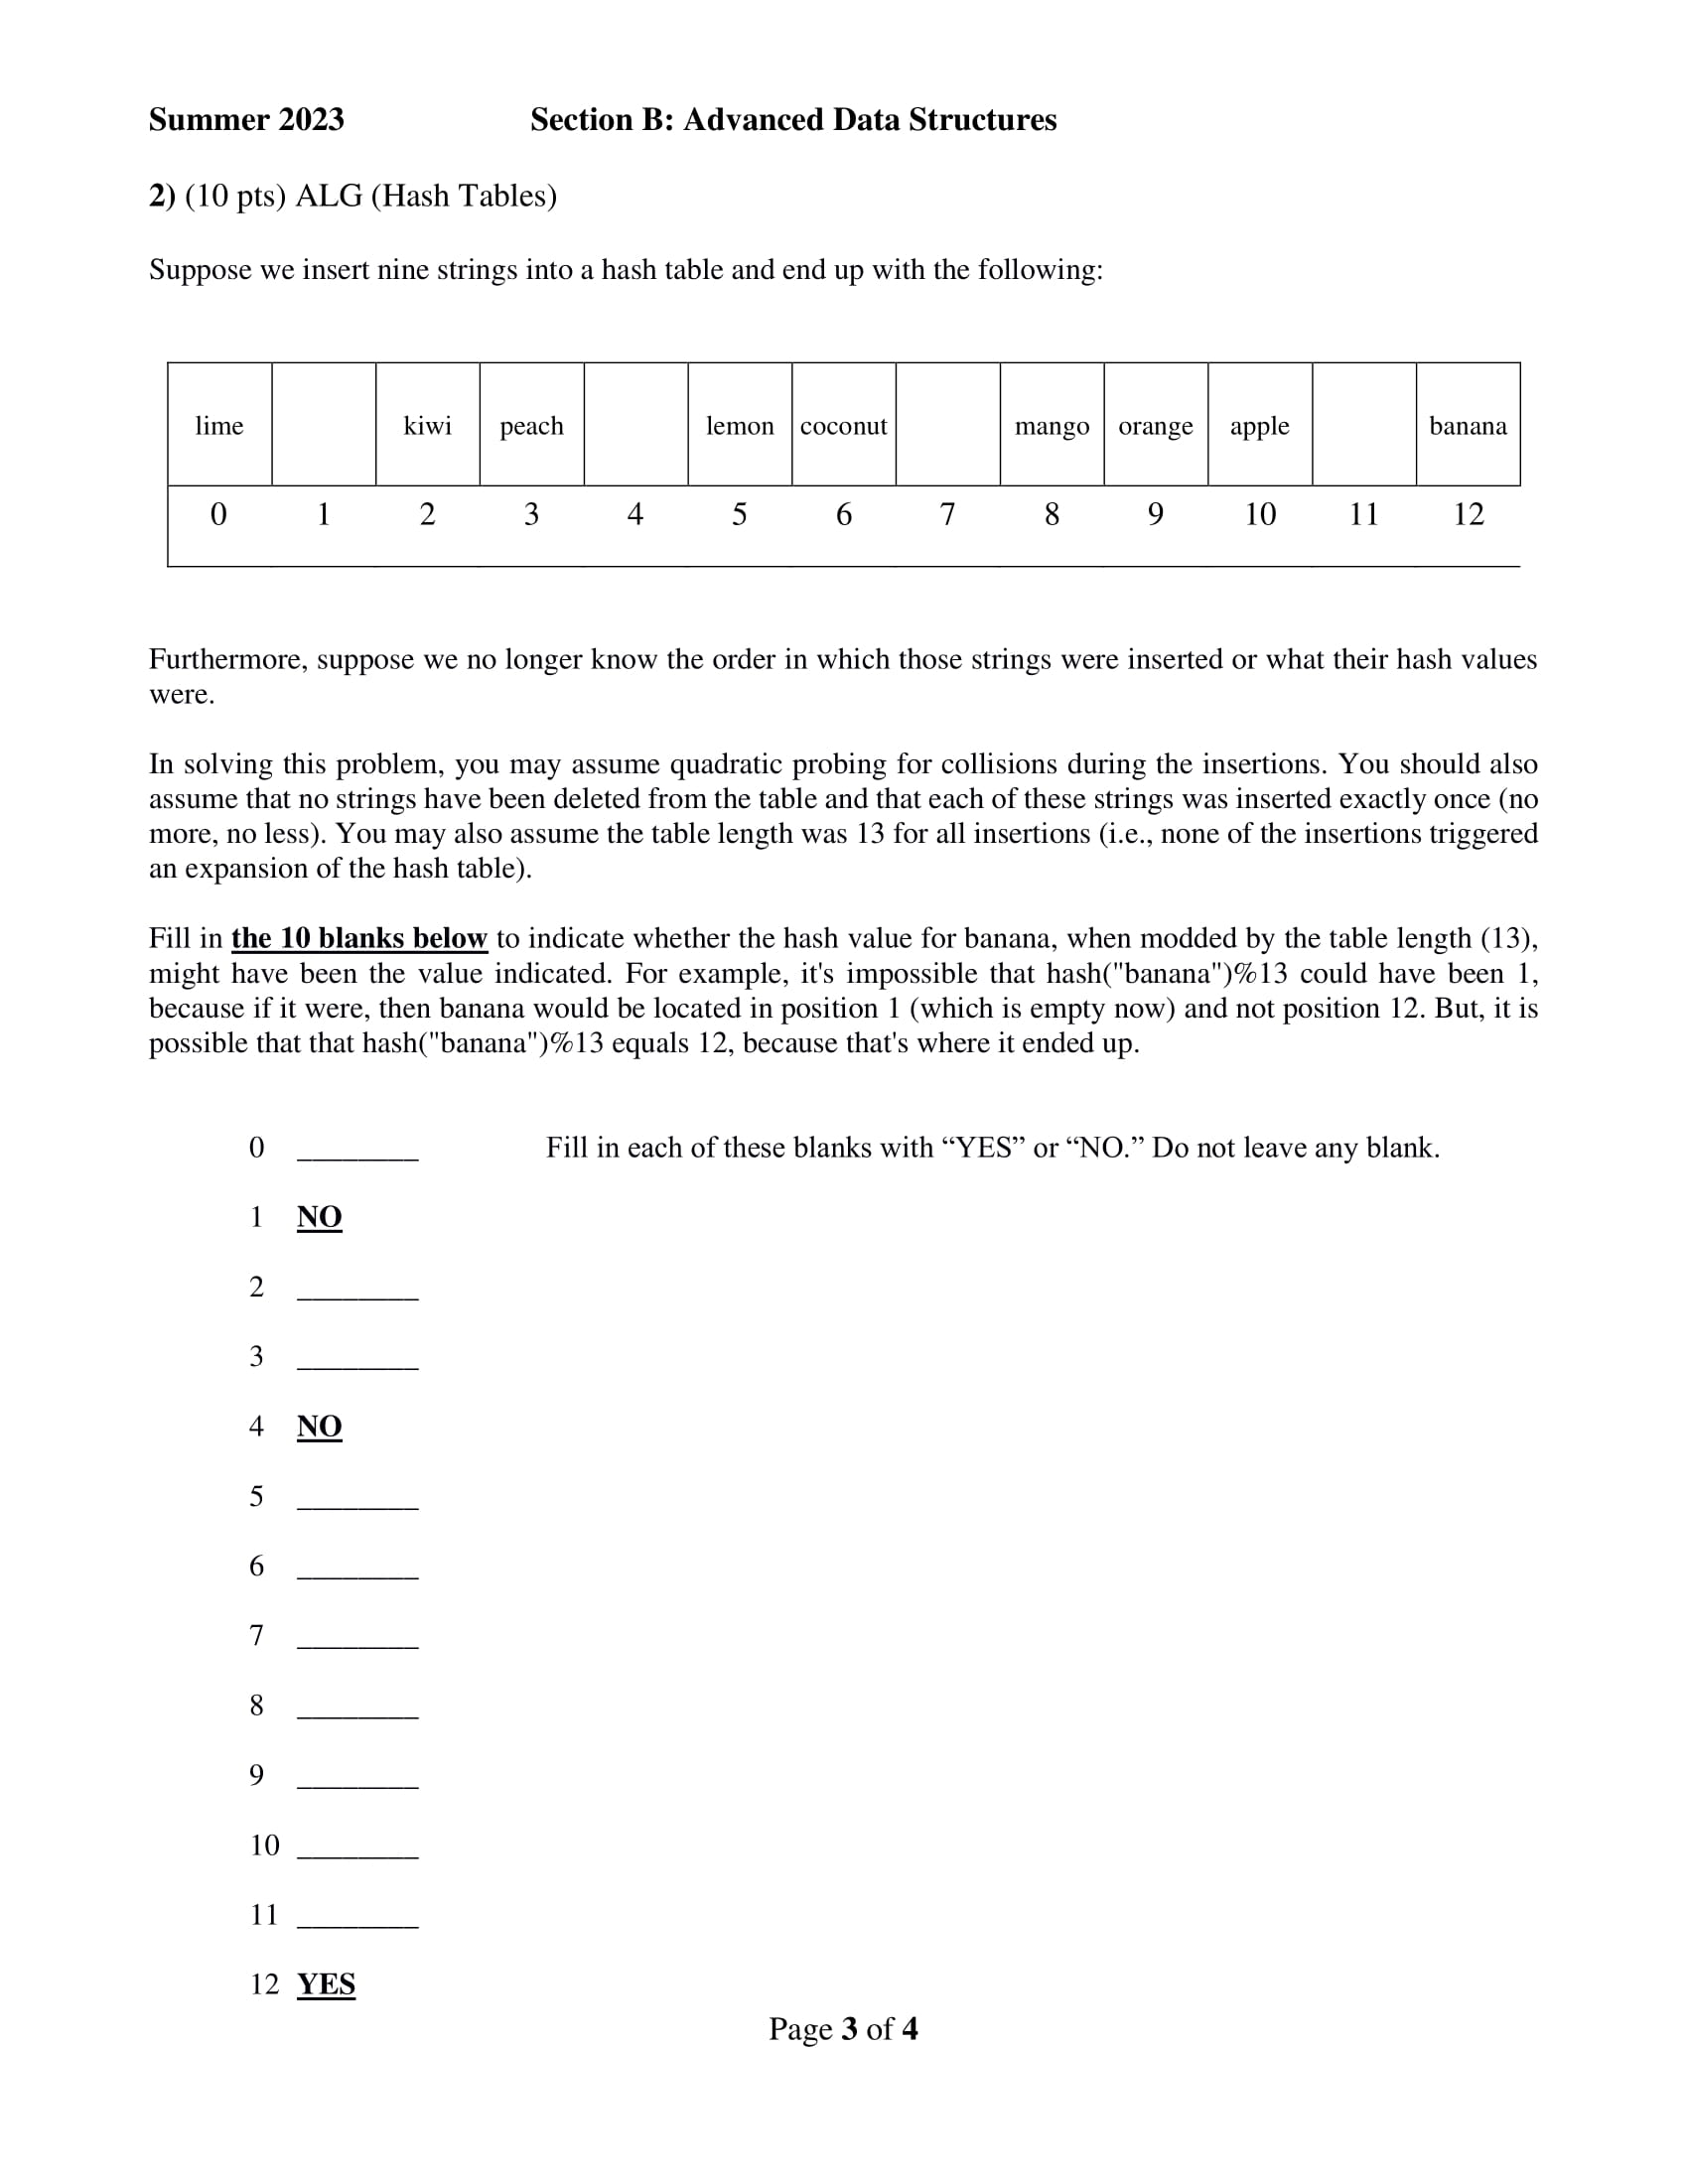 Summer 2023 Section B: Advanced Data Structures
2) (10 pts) ALG (Hash Tables)
Suppose we insert nine strings into a hash table and end up with the following:
lime kiwi peach lemon coconut mango orange apple banana
0 1 2 3 4 5 6 7 8 9 10 11 12
Furthermore, suppose we no longer know the order in which those strings were inserted or what their hash values
were.
In solving this problem, you may assume quadratic probing for collisions during the insertions. You should also
assume that no strings have been deleted from the table and that each of these strings was inserted exactly once (no
more, no less). You may also assume the table length was 13 for all insertions (i.e., none of the insertions triggered
an expansion of the hash table).
Fill in the 10 blanks below to indicate whether the hash value for banana, when modded by the table length (13),
might have been the value indicated. For example, it's impossible that hash("banana")%13 could have been 1,
because if it were, then banana would be located in position 1 (which is empty now) and not position 12. But, it is
possible that that hash("banana")%13 equals 12, because that's where it ended up.
0 ________ Fill in each of these blanks with “YES” or “NO.” Do not leave any blank.
1 NO
2 ________
3 ________
4 NO
5 ________
6 ________
7 ________
8 ________
9 ________
10 ________
11 ________
12 YES
Page 3 of 4